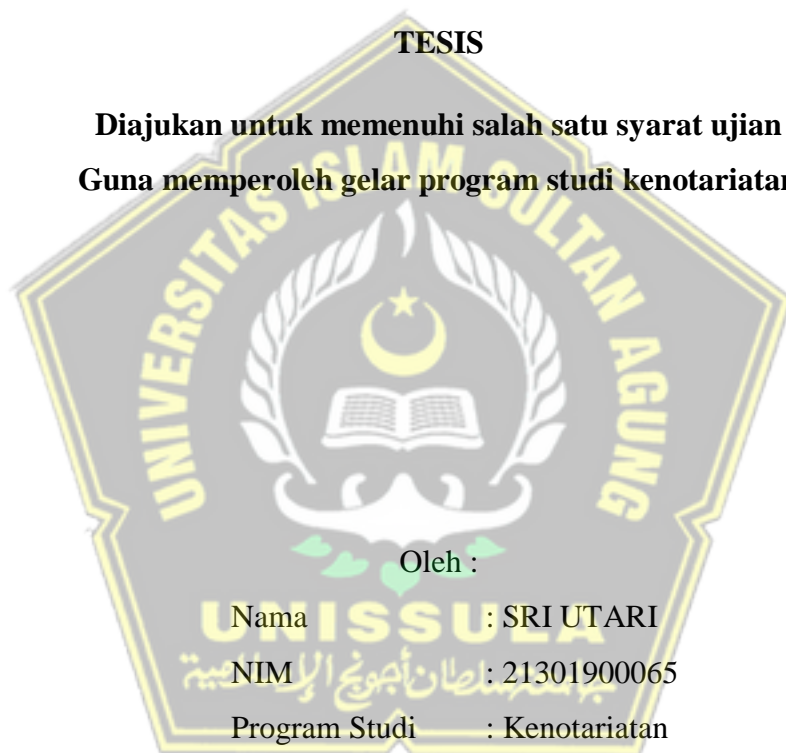 TESIS
Diajukan untuk memenuhi salah satu syarat ujian
Guna memperoleh gelar program studi kenotariatan
UNIVERSITAS ISLAM SULTAN AGUNG
Oleh :
Nama : SRI UTARI
NIM : 21301900065
Program Studi : Kenotariatan
UNISSULA
جامعة سلطان أجونج الإسلامية